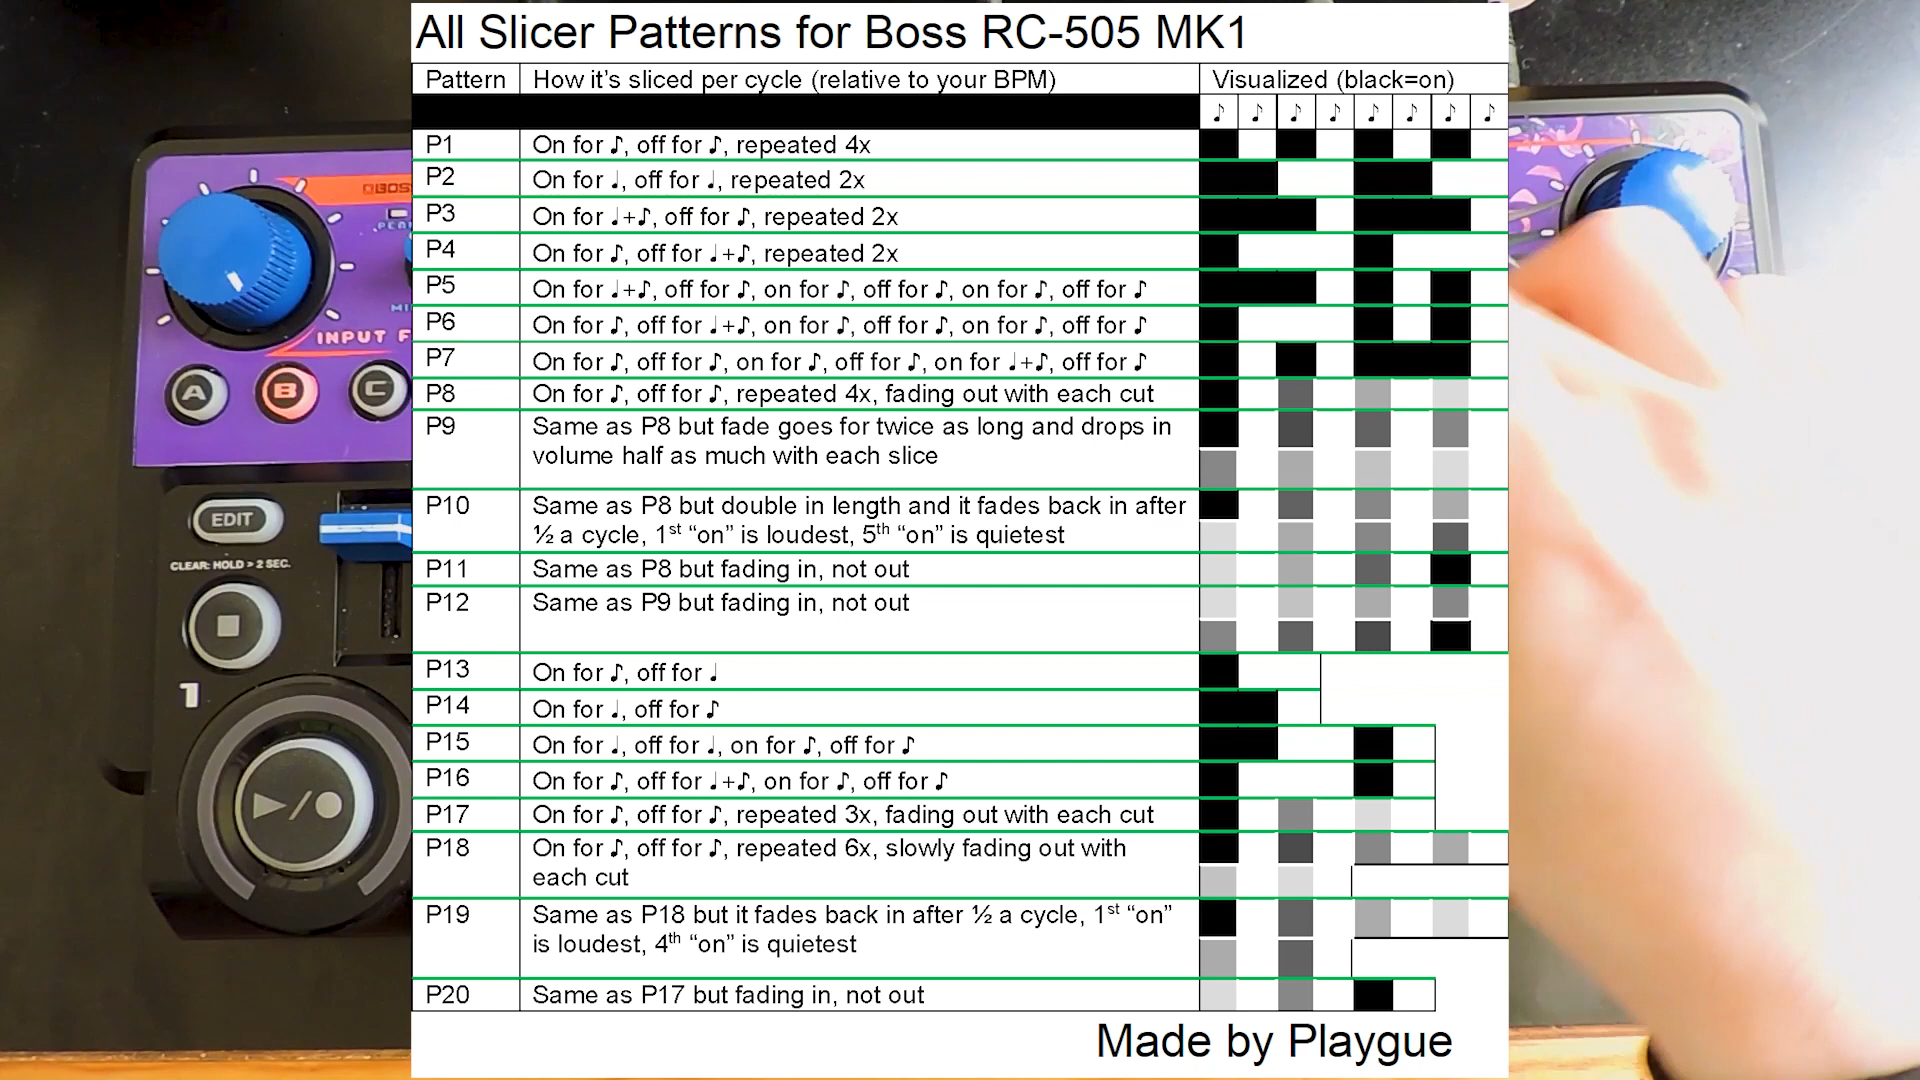 All Slicer Patterns for Boss RC-505 MK1
Pattern How it’s sliced per cycle (relative to your BPM) Visualized (black=on)
♪ ♪ ♪ ♪ ♪ ♪ ♪ ♪
P1 On for ♪, off for ♪, repeated 4x
P2 On for ♩, off for ♩, repeated 2x
P3 On for ♩+♪, off for ♪, repeated 2x
P4 On for ♪, off for ♩+♪, repeated 2x
P5 On for ♩+♪, off for ♪, on for ♪, off for ♪, on for ♪, off for ♪
P6 On for ♪, off for ♩+♪, on for ♪, off for ♪, on for ♪, off for ♪
P7 On for ♪, off for ♪, on for ♪, off for ♪, on for ♩+♪, off for ♪
P8 On for ♪, off for ♪, repeated 4x, fading out with each cut
P9 Same as P8 but fade goes for twice as long and drops in
volume half as much with each slice
P10 Same as P8 but double in length and it fades back in after
½ a cycle, 1st “on” is loudest, 5th “on” is quietest
P11 Same as P8 but fading in, not out
P12 Same as P9 but fading in, not out
P13 On for ♪, off for ♩
P14 On for ♩, off for ♪
P15 On for ♩, off for ♩, on for ♪, off for ♪
P16 On for ♪, off for ♩+♪, on for ♪, off for ♪
P17 On for ♪, off for ♪, repeated 3x, fading out with each cut
P18 On for ♪, off for ♪, repeated 6x, slowly fading out with
each cut
P19 Same as P18 but it fades back in after ½ a cycle, 1st “on”
is loudest, 4th “on” is quietest
P20 Same as P17 but fading in, not out
Made by Playgue
BOSS
INPUT F
A B C
EDIT
CLEAR: HOLD > 2 SEC.
1